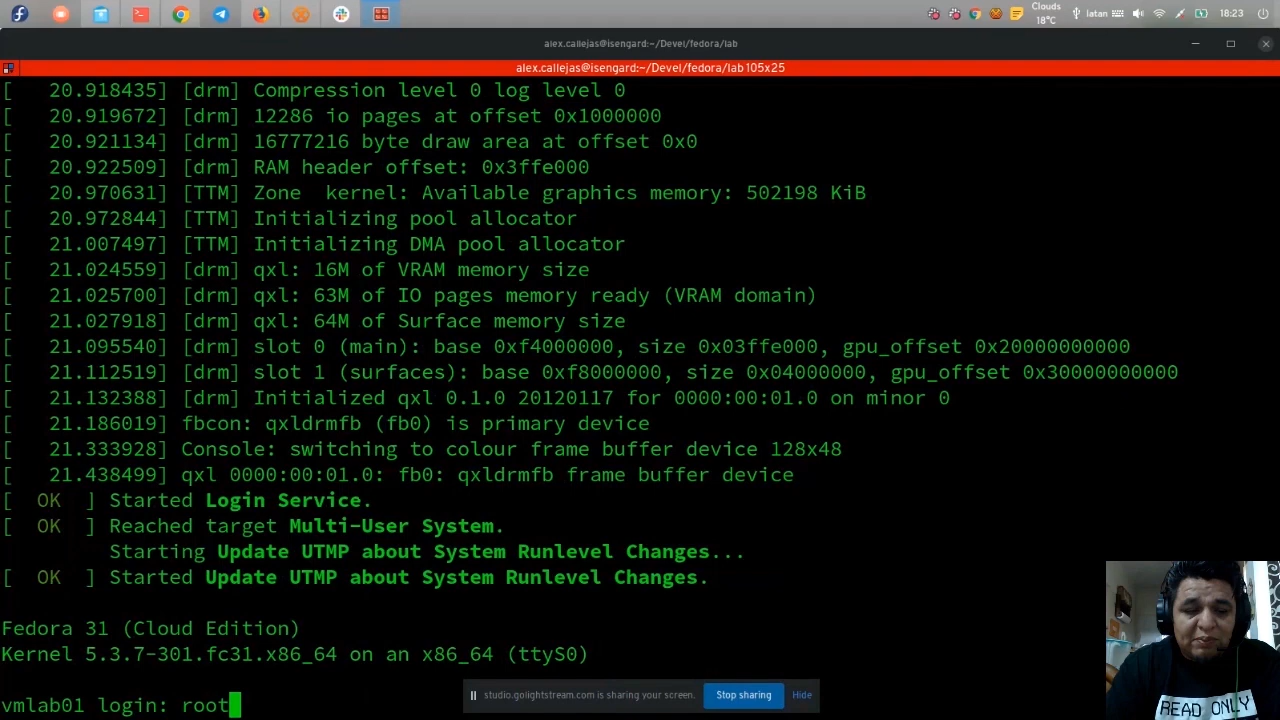 Clouds
18°C
latan
18:23
alex.callejas@isengard:~/Devel/fedora/lab
alex.callejas@isengard:~/Devel/fedora/lab105x25
[   20.918435] [drm] Compression level 0 log level 0
[   20.919672] [drm] 12286 io pages at offset 0x1000000
[   20.921134] [drm] 16777216 byte draw area at offset 0x0
[   20.922509] [drm] RAM header offset: 0x3ffe000
[   20.970631] [TTM] Zone  kernel: Available graphics memory: 502198 KiB
[   20.972844] [TTM] Initializing pool allocator
[   21.007497] [TTM] Initializing DMA pool allocator
[   21.024559] [drm] qxl: 16M of VRAM memory size
[   21.025700] [drm] qxl: 63M of IO pages memory ready (VRAM domain)
[   21.027918] [drm] qxl: 64M of Surface memory size
[   21.095540] [drm] slot 0 (main): base 0xf4000000, size 0x03ffe000, gpu_offset 0x20000000000
[   21.112519] [drm] slot 1 (surfaces): base 0xf8000000, size 0x04000000, gpu_offset 0x30000000000
[   21.132388] [drm] Initialized qxl 0.1.0 20120117 for 0000:00:01.0 on minor 0
[   21.186019] fbcon: qxldrmfb (fb0) is primary device
[   21.333928] Console: switching to colour frame buffer device 128x48
[   21.438499] qxl 0000:00:01.0: fb0: qxldrmfb frame buffer device
[  OK  ] Started Login Service.
[  OK  ] Reached target Multi-User System.
         Starting Update UTMP about System Runlevel Changes...
[  OK  ] Started Update UTMP about System Runlevel Changes.
Fedora 31 (Cloud Edition)
Kernel 5.3.7-301.fc31.x86_64 on an x86_64 (ttyS0)
vmlab01 login: root
studio.golightstream.com is sharing your screen. Stop sharing Hide
READ ONLY